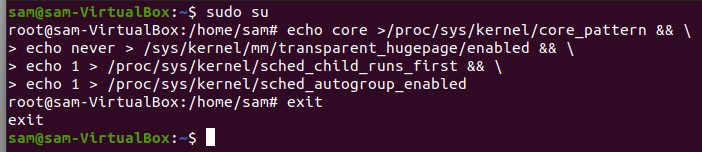 sam@sam-VirtualBox:~$ sudo su
root@sam-VirtualBox:/home/sam# echo core >/proc/sys/kernel/core_pattern && \
> echo never > /sys/kernel/mm/transparent_hugepage/enabled && \
> echo 1 > /proc/sys/kernel/sched_child_runs_first && \
> echo 1 > /proc/sys/kernel/sched_autogroup_enabled
root@sam-VirtualBox:/home/sam# exit
exit
sam@sam-VirtualBox:~$